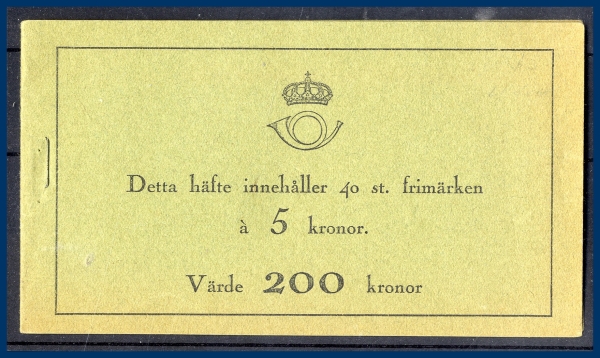 Detta häfte innehåller 40 st. frimärken
à 5 kronor.
Värde 200 kronor